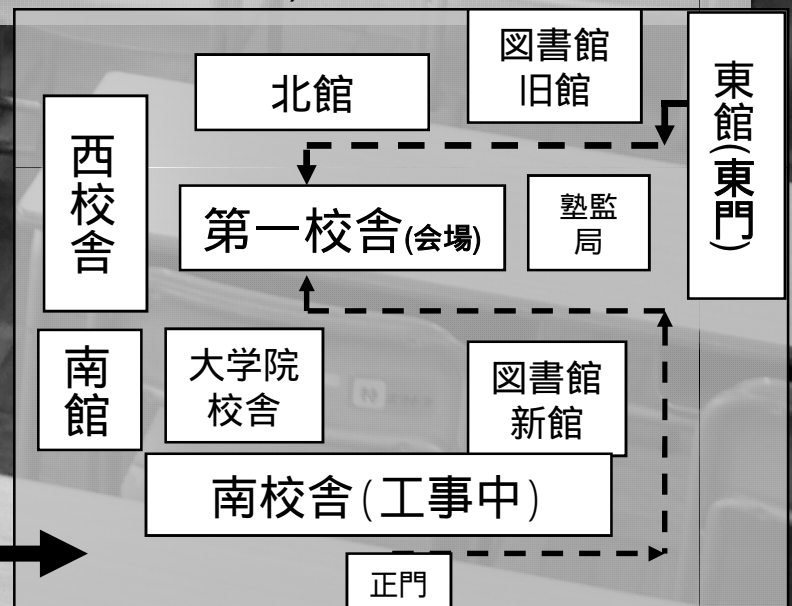 図書館
旧館
東館(東門)
北館
西校舎
第一校舎(会場)
塾監
局
南館
大学院
校舎
図書館
新館
南校舎(工事中)
正門